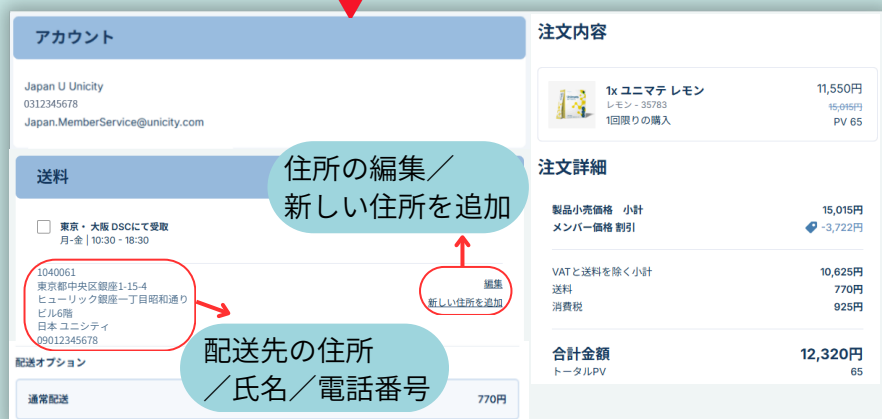 アカウント
Japan U Unicity
0312345678
Japan.MemberService@unicity.com
送料
住所の編集／
新しい住所を追加
東京・大阪 DSCにて受取
月-金 | 10:30 - 18:30
1040061
東京都中央区銀座1-15-4
ヒューリック銀座一丁目昭和通り
ビル6階
日本 ユニシティ
09012345678
編集
新しい住所を追加
配送先の住所
／氏名／電話番号
配送オプション
通常配送
770円
注文内容
1x ユニマテ レモン
11,550円
レモン - 35783
15,015円
1回限りの購入
PV 65
注文詳細
製品小売価格 小計
15,015円
メンバー価格 割引
-3,722円
VATと送料を除く小計
10,625円
送料
770円
消費税
925円
合計金額
12,320円
トータルPV
65